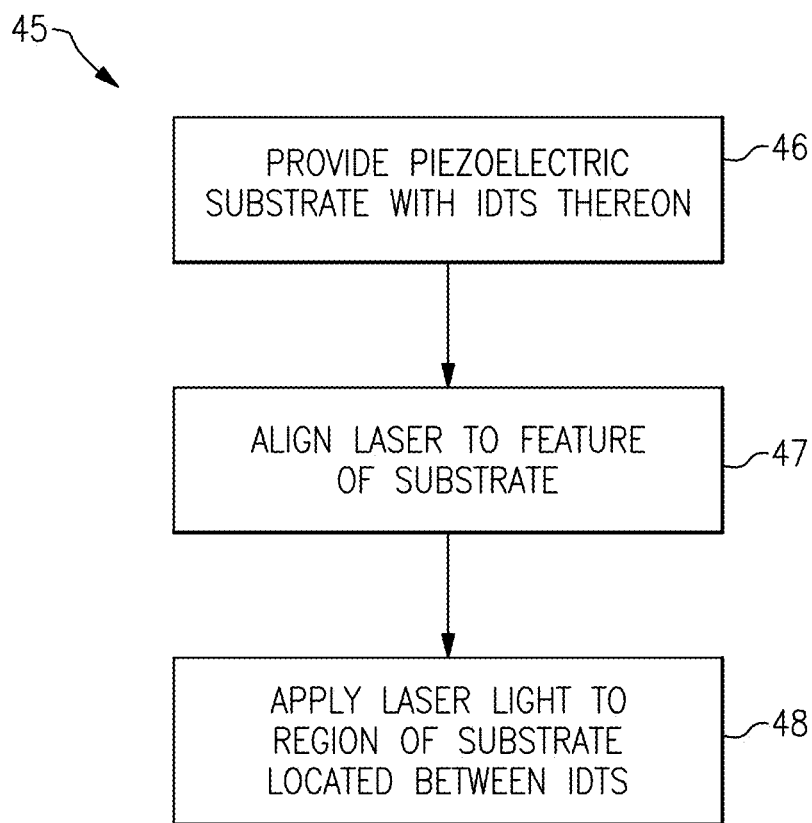 45
PROVIDE PIEZOELECTRIC
SUBSTRATE WITH IDTS THEREON
46
ALIGN LASER TO FEATURE
OF SUBSTRATE
47
APPLY LASER LIGHT TO
REGION OF SUBSTRATE
LOCATED BETWEEN IDTS
48